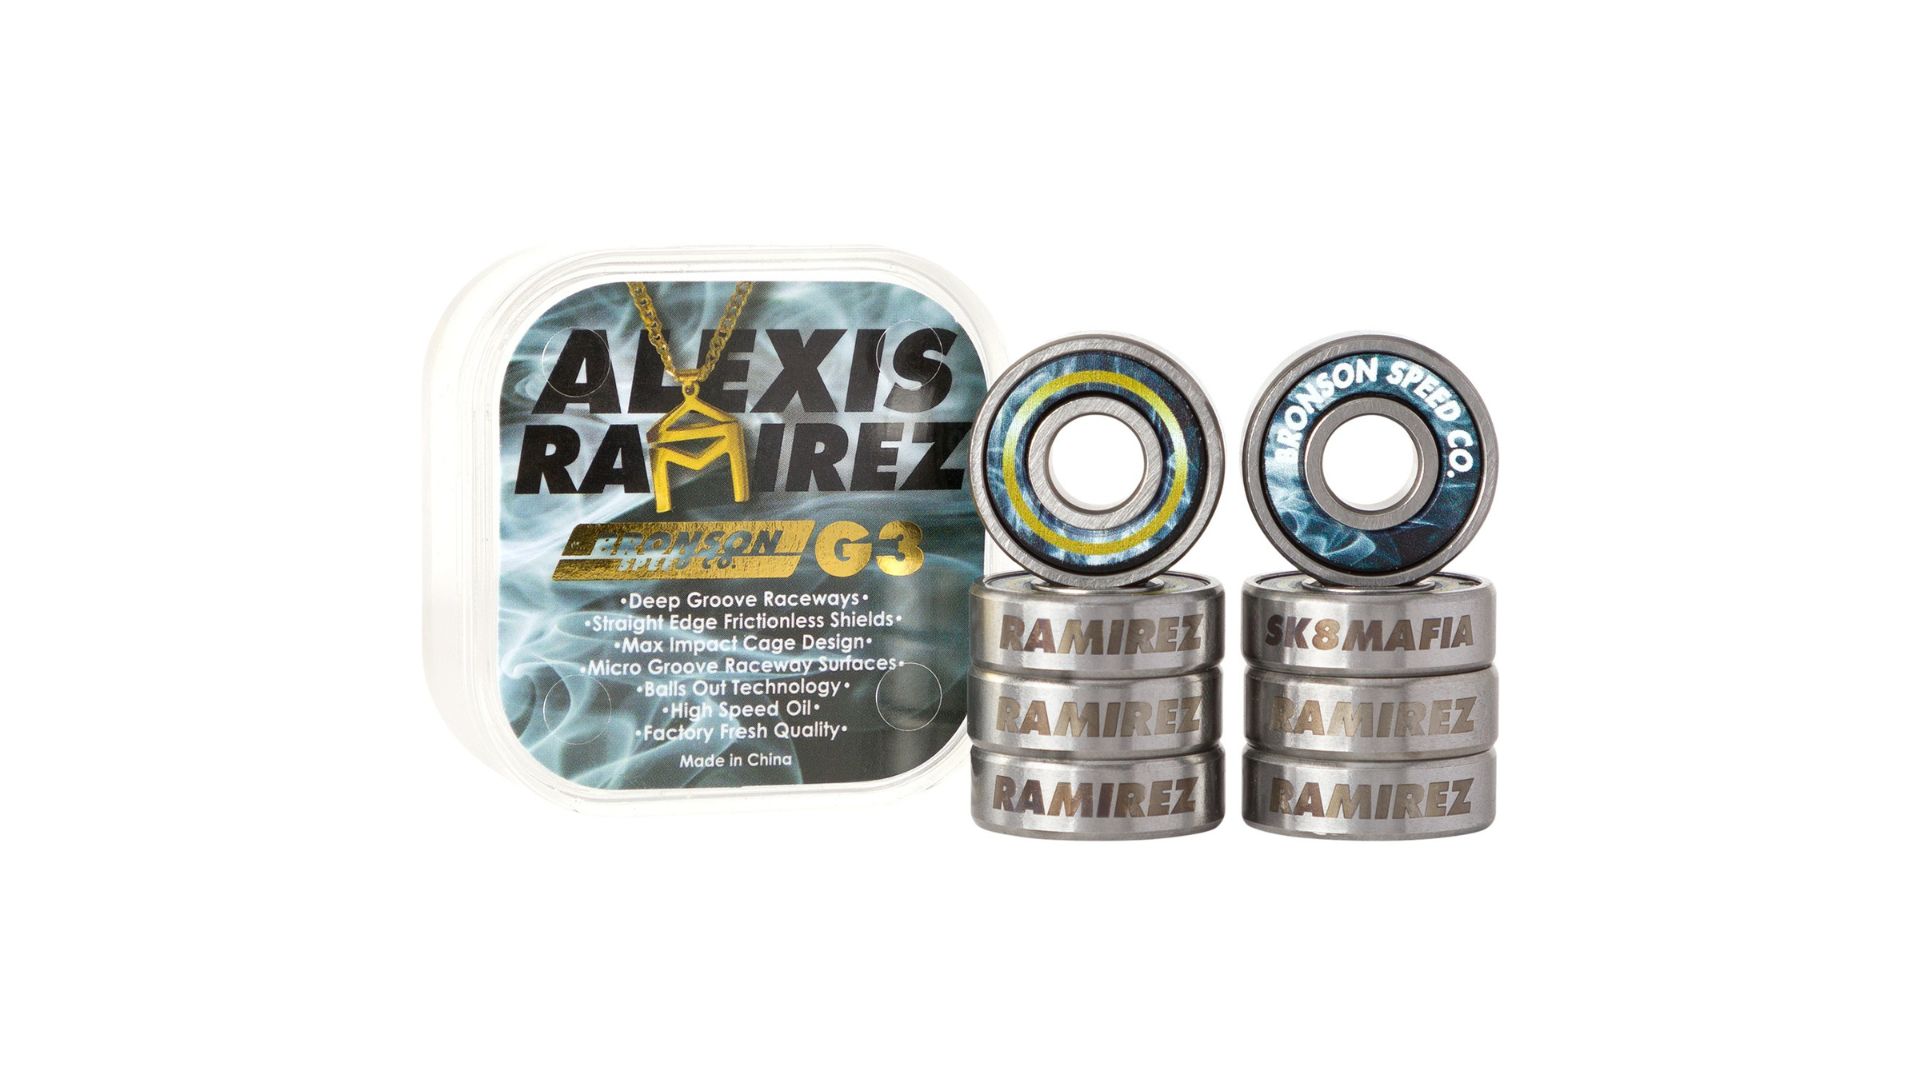 ALEXIS
RAMIREZ
BRONSON
SPEED CO.
G3
•Deep Groove Raceways•
•Straight Edge Frictionless Shields•
•Max Impact Cage Design•
•Micro Groove Raceway Surfaces•
•Balls Out Technology•
•High Speed Oil•
•Factory Fresh Quality•
Made in China
BRONSON SPEED CO.
RAMIREZ
RAMIREZ
RAMIREZ
SK8MAFIA
RAMIREZ
RAMIREZ